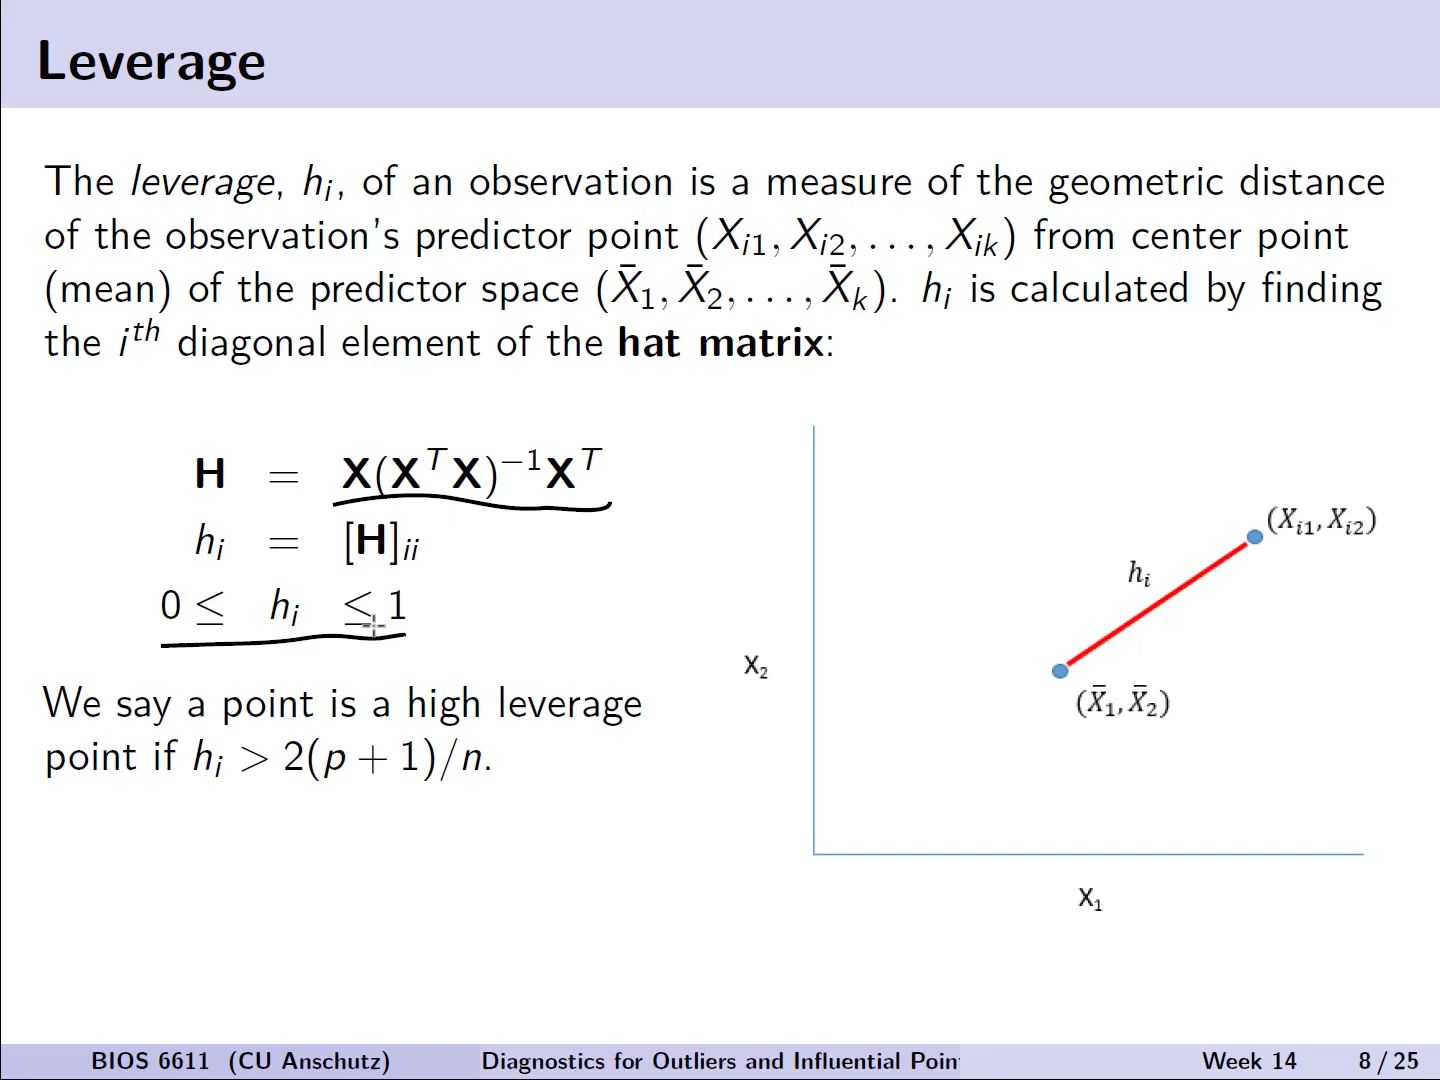 Leverage
The leverage, hᵢ, of an observation is a measure of the geometric distance
of the observation's predictor point (Xᵢ₁, Xᵢ₂, . . . , Xᵢₖ) from center point
(mean) of the predictor space (X̄₁, X̄₂, . . . , X̄ₖ). hᵢ is calculated by finding
the iᵗʰ diagonal element of the hat matrix:
H = X(XᵀX)⁻¹Xᵀ
hᵢ = [H]ᵢᵢ
0 ≤ hᵢ ≤ 1
We say a point is a high leverage
point if hᵢ > 2(p + 1)/n.
(Xᵢ₁, Xᵢ₂)
hᵢ
X₂
(X̄₁, X̄₂)
X₁
BIOS 6611 (CU Anschutz) Diagnostics for Outliers and Influential Poin Week 14 8 / 25